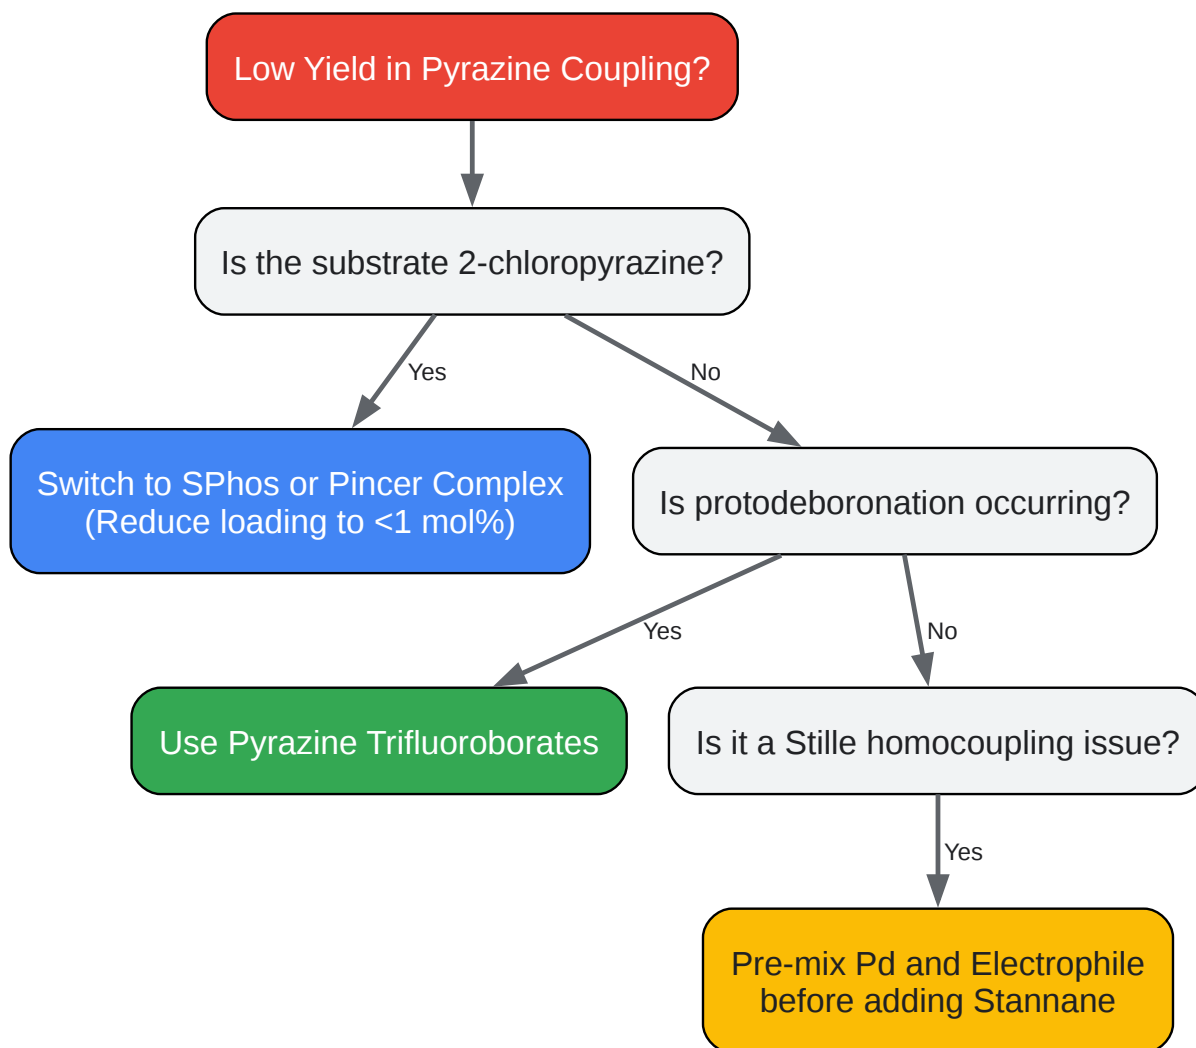 Low Yield in Pyrazine Coupling?
Is the substrate 2-chloropyrazine?
Yes
No
Switch to SPhos or Pincer Complex
(Reduce loading to <1 mol%)
Is protodeboronation occurring?
Yes
No
Use Pyrazine Trifluoroborates
Is it a Stille homocoupling issue?
Yes
Pre-mix Pd and Electrophile
before adding Stannane